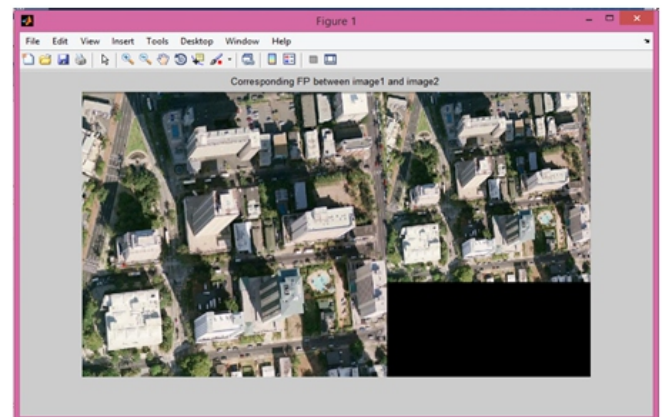 Figure 1
File Edit View Insert Tools Desktop Window Help
Corresponding FP between image1 and image2